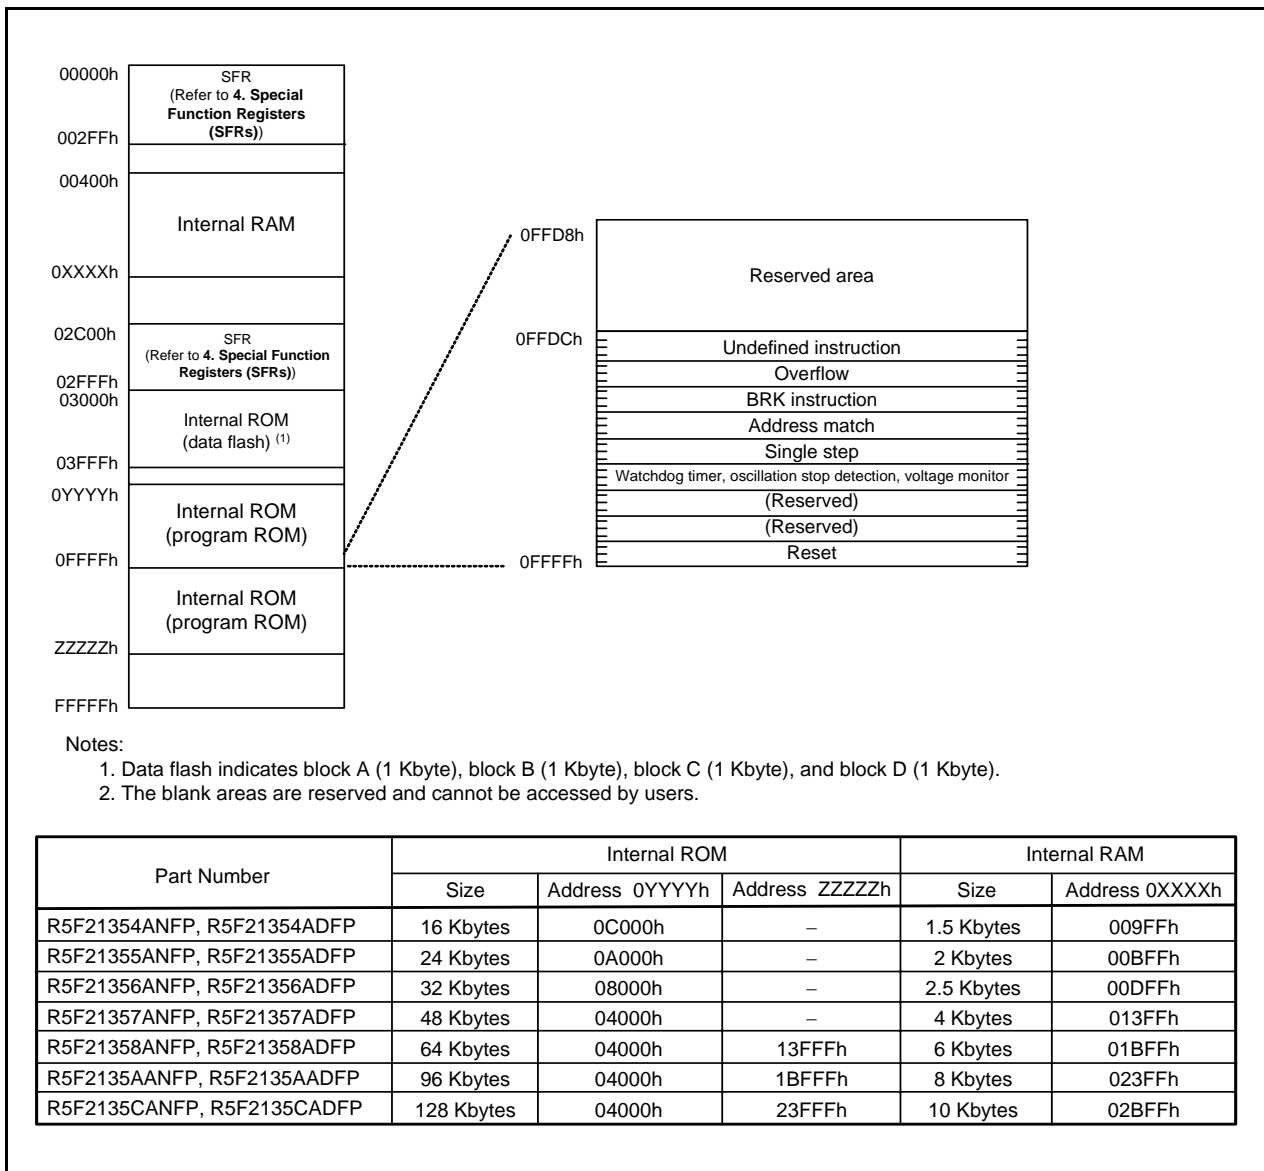 00000h
SFR
(Refer to 4. Special
Function Registers
(SFRs))
002FFh
00400h
Internal RAM
0XXXXh
02C00h
SFR
(Refer to 4. Special Function
Registers (SFRs))
02FFFh
03000h
Internal ROM
(data flash) (1)
03FFFh
0YYYYh
Internal ROM
(program ROM)
0FFFFh
Internal ROM
(program ROM)
ZZZZZh
FFFFFh
0FFD8h
Reserved area
0FFDCh
Undefined instruction
Overflow
BRK instruction
Address match
Single step
Watchdog timer, oscillation stop detection, voltage monitor
(Reserved)
(Reserved)
Reset
0FFFFh
Notes:
1. Data flash indicates block A (1 Kbyte), block B (1 Kbyte), block C (1 Kbyte), and block D (1 Kbyte).
2. The blank areas are reserved and cannot be accessed by users.
Part Number Internal ROM Internal RAM
Size Address 0YYYYh Address ZZZZZh Size Address 0XXXXh
R5F21354ANFP, R5F21354ADFP 16 Kbytes 0C000h – 1.5 Kbytes 009FFh
R5F21355ANFP, R5F21355ADFP 24 Kbytes 0A000h – 2 Kbytes 00BFFh
R5F21356ANFP, R5F21356ADFP 32 Kbytes 08000h – 2.5 Kbytes 00DFFh
R5F21357ANFP, R5F21357ADFP 48 Kbytes 04000h – 4 Kbytes 013FFh
R5F21358ANFP, R5F21358ADFP 64 Kbytes 04000h 13FFFh 6 Kbytes 01BFFh
R5F2135AANFP, R5F2135AADFP 96 Kbytes 04000h 1BFFFh 8 Kbytes 023FFh
R5F2135CANFP, R5F2135CADFP 128 Kbytes 04000h 23FFFh 10 Kbytes 02BFFh